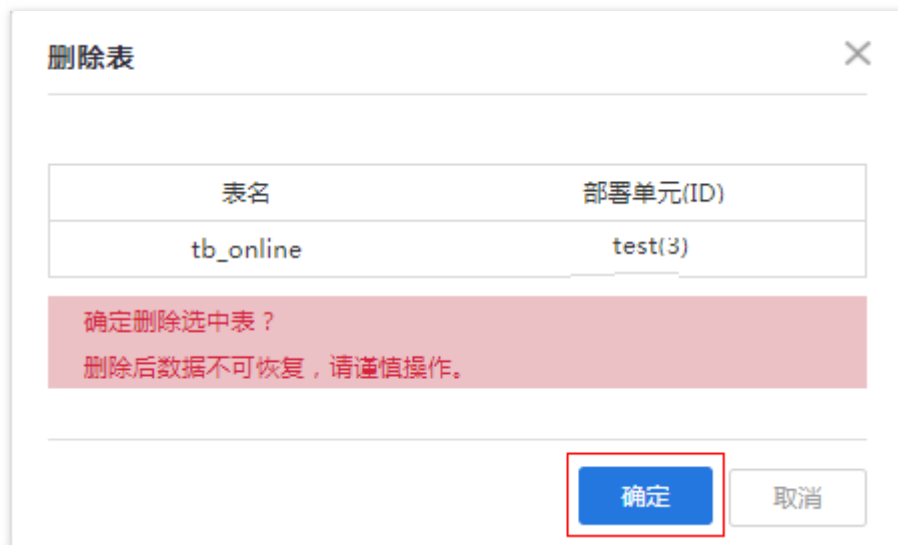 删除表
表名 部署单元(ID)
tb_online test(3)
确定删除选中表？
删除后数据不可恢复，请谨慎操作。
确定 取消